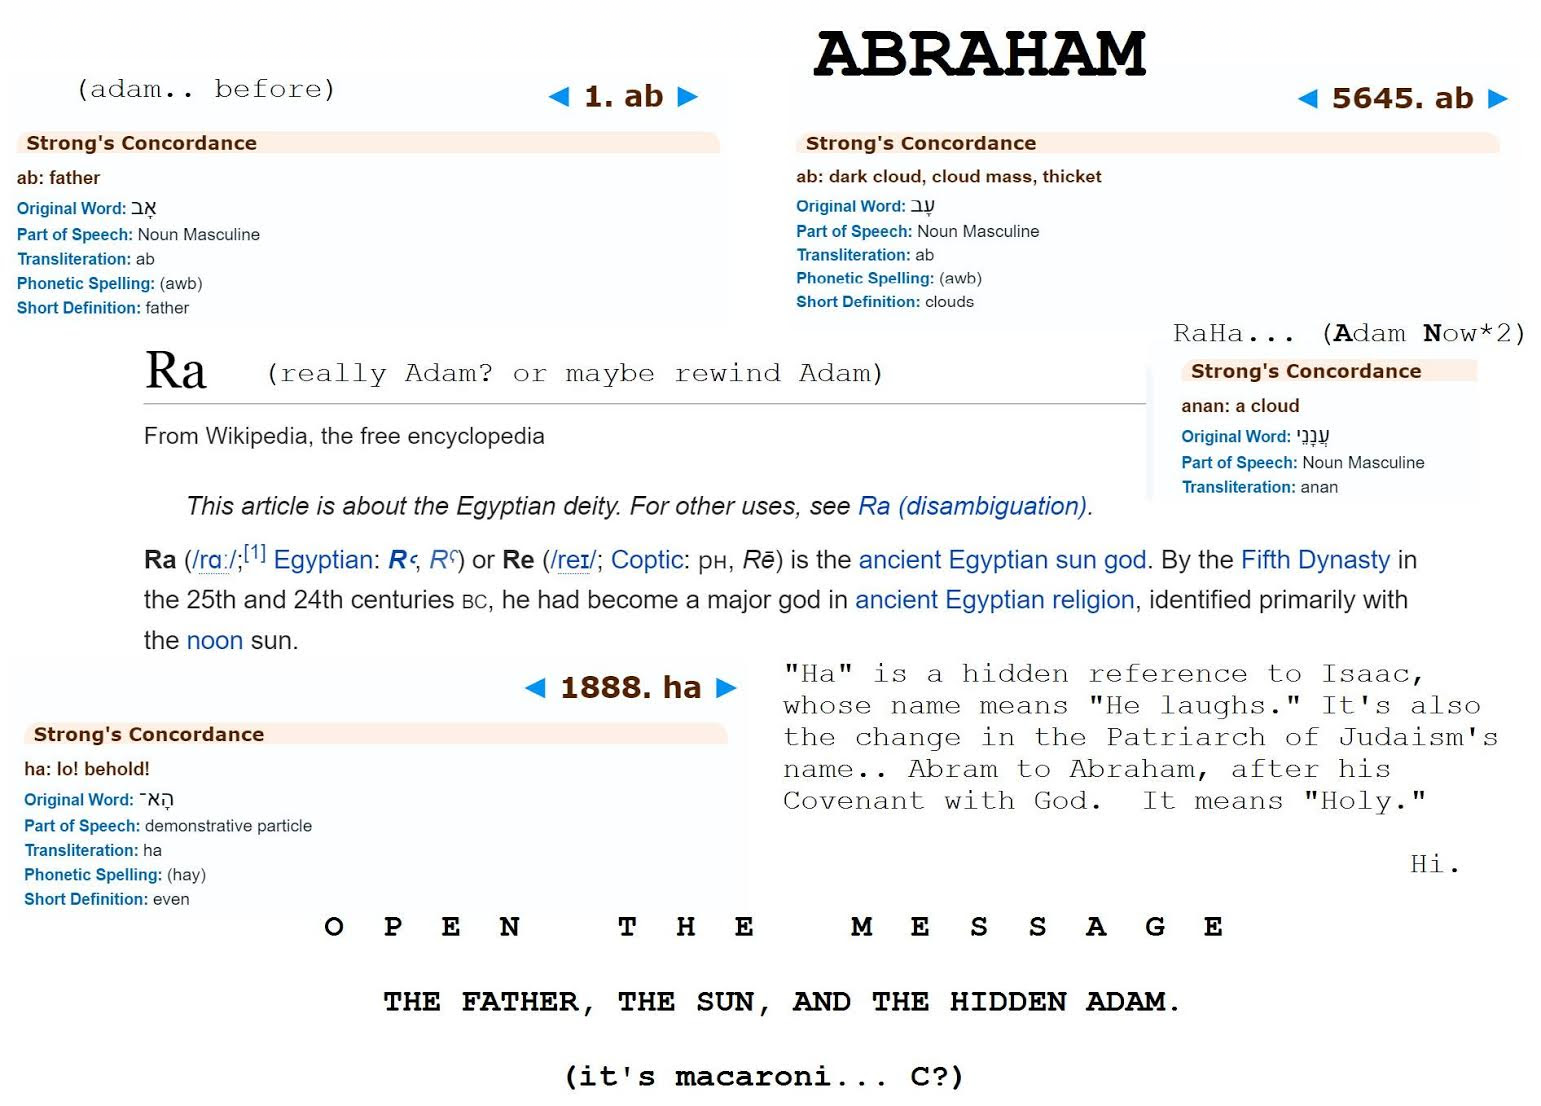 ABRAHAM
(adam.. before)
◄ 1. ab ►
Strong's Concordance
ab: father
Original Word: אָב
Part of Speech: Noun Masculine
Transliteration: ab
Phonetic Spelling: (awb)
Short Definition: father
◄ 5645. ab ►
Strong's Concordance
ab: dark cloud, cloud mass, thicket
Original Word: עָב
Part of Speech: Noun Masculine
Transliteration: ab
Phonetic Spelling: (awb)
Short Definition: clouds
RaHa... (Adam Now*2)
Strong's Concordance
anan: a cloud
Original Word: עֲנָנֵי
Part of Speech: Noun Masculine
Transliteration: anan
Ra (really Adam? or maybe rewind Adam)
From Wikipedia, the free encyclopedia
This article is about the Egyptian deity. For other uses, see Ra (disambiguation).
Ra (/rɑː/;[1] Egyptian: Rꜥ, Rˤ) or Re (/reɪ/; Coptic: ⲣⲏ, Rē) is the ancient Egyptian sun god. By the Fifth Dynasty in
the 25th and 24th centuries BC, he had become a major god in ancient Egyptian religion, identified primarily with
the noon sun.
◄ 1888. ha ►
Strong's Concordance
ha: lo! behold!
Original Word: הָא־
Part of Speech: demonstrative particle
Transliteration: ha
Phonetic Spelling: (hay)
Short Definition: even
"Ha" is a hidden reference to Isaac,
whose name means "He laughs." It's also
the change in the Patriarch of Judaism's
name.. Abram to Abraham, after his
Covenant with God. It means "Holy."
Hi.
O P E N T H E M E S S A G E
THE FATHER, THE SUN, AND THE HIDDEN ADAM.
(it's macaroni... C?)